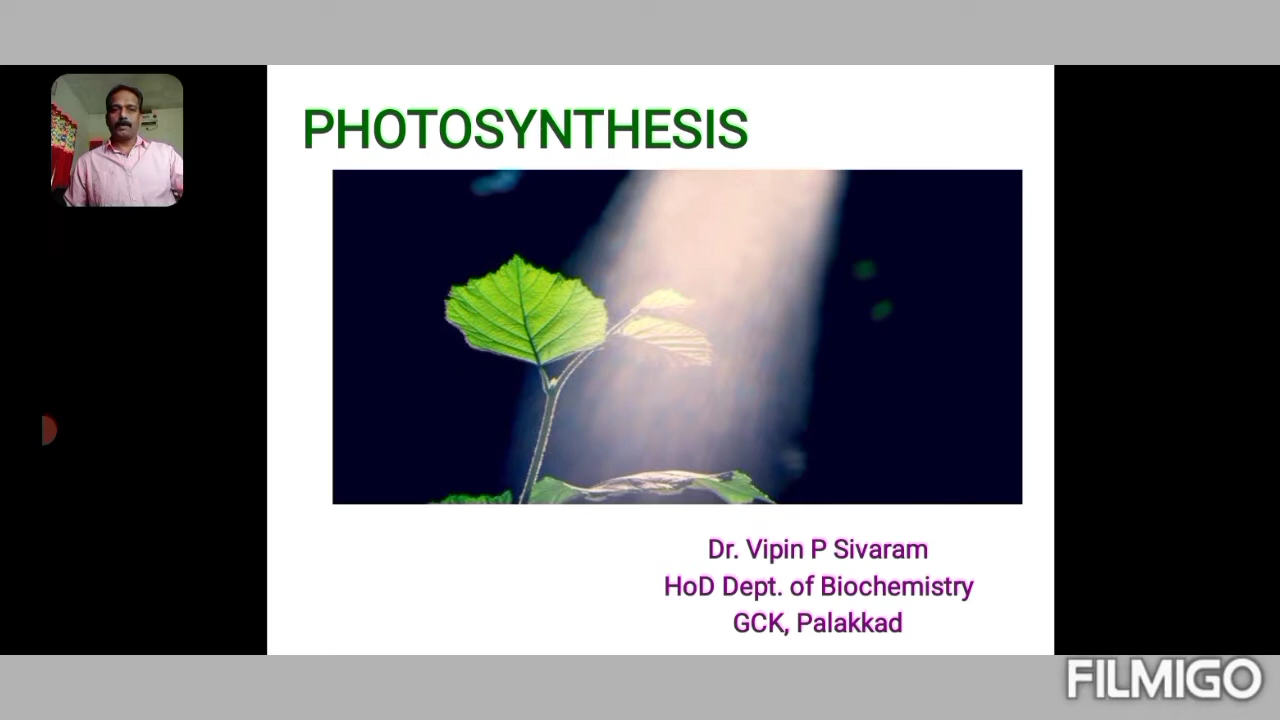 PHOTOSYNTHESIS
Dr. Vipin P Sivaram
HoD Dept. of Biochemistry
GCK, Palakkad
FILMIGO